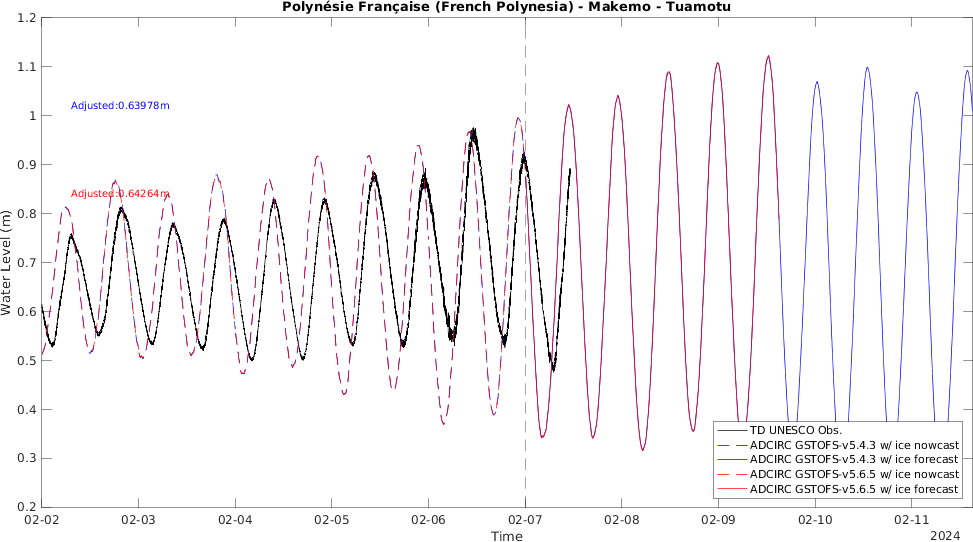 Polynésie Française (French Polynesia) - Makemo - Tuamotu
1.2
1.1
1
0.9
0.8
0.7
0.6
0.5
0.4
0.3
0.2
Water Level (m)
Adjusted:0.63978m
Adjusted:0.64264m
TD UNESCO Obs.
ADCIRC GSTOFS-v5.4.3 w/ ice nowcast
ADCIRC GSTOFS-v5.4.3 w/ ice forecast
ADCIRC GSTOFS-v5.6.5 w/ ice nowcast
ADCIRC GSTOFS-v5.6.5 w/ ice forecast
02-02 02-03 02-04 02-05 02-06 02-07 02-08 02-09 02-10 02-11
Time
2024